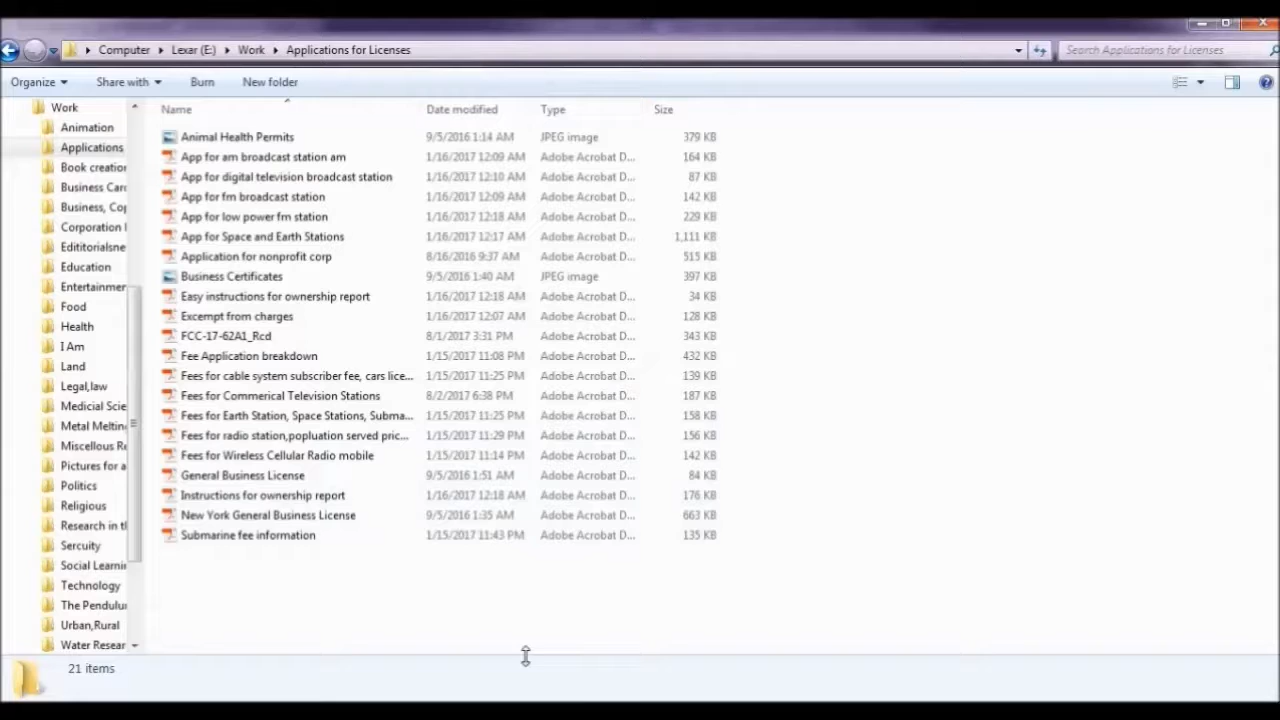 Computer Lexar (E:) Work Applications for Licenses Search Applications for Licenses
Organize Share with Burn New folder
Name Date modified Type Size
Work
Animation
Applications
Book creation
Business Card
Business, Cop
Corporation I
Edititorialsne
Education
Entertainmer
Food
Health
I Am
Land
Legal,law
Medicial Scie
Metal Meltin
Miscellous Re
Pictures for a
Politics
Religious
Research in tl
Sercuity
Social Learnin
Technology
The Pendulu
Urban,Rural
Water Resear
Animal Health Permits 9/5/2016 1:14 AM JPEG image 379 KB
App for am broadcast station am 1/16/2017 12:09 AM Adobe Acrobat D... 164 KB
App for digital television broadcast station 1/16/2017 12:10 AM Adobe Acrobat D... 87 KB
App for fm broadcast station 1/16/2017 12:09 AM Adobe Acrobat D... 142 KB
App for low power fm station 1/16/2017 12:18 AM Adobe Acrobat D... 229 KB
App for Space and Earth Stations 1/16/2017 12:17 AM Adobe Acrobat D... 1,111 KB
Application for nonprofit corp 8/16/2016 9:37 AM Adobe Acrobat D... 515 KB
Business Certificates 9/5/2016 1:40 AM JPEG image 397 KB
Easy instructions for ownership report 1/16/2017 12:18 AM Adobe Acrobat D... 34 KB
Excempt from charges 1/16/2017 12:07 AM Adobe Acrobat D... 128 KB
FCC-17-62A1_Rcd 8/1/2017 3:31 PM Adobe Acrobat D... 343 KB
Fee Application breakdown 1/15/2017 11:08 PM Adobe Acrobat D... 432 KB
Fees for cable system subscriber fee, cars lice... 1/15/2017 11:25 PM Adobe Acrobat D... 139 KB
Fees for Commerical Television Stations 8/2/2017 6:38 PM Adobe Acrobat D... 187 KB
Fees for Earth Station, Space Stations, Subma... 1/15/2017 11:25 PM Adobe Acrobat D... 158 KB
Fees for radio station,popluation served pric... 1/15/2017 11:29 PM Adobe Acrobat D... 156 KB
Fees for Wireless Cellular Radio mobile 1/15/2017 11:14 PM Adobe Acrobat D... 142 KB
General Business License 9/5/2016 1:51 AM Adobe Acrobat D... 84 KB
Instructions for ownership report 1/16/2017 12:18 AM Adobe Acrobat D... 176 KB
New York General Business License 9/5/2016 1:35 AM Adobe Acrobat D... 663 KB
Submarine fee information 1/15/2017 11:43 PM Adobe Acrobat D... 135 KB
21 items